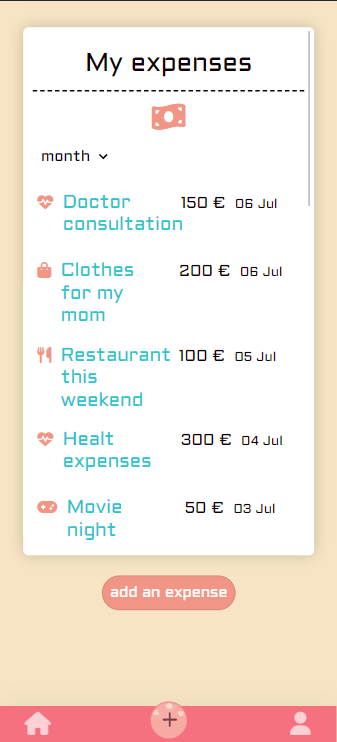 My expenses
month
Doctor 150 € 06 Jul
consultation
Clothes 200 € 06 Jul
for my
mom
Restaurant 100 € 05 Jul
this
weekend
Healt 300 € 04 Jul
expenses
Movie 50 € 03 Jul
night
add an expense
+